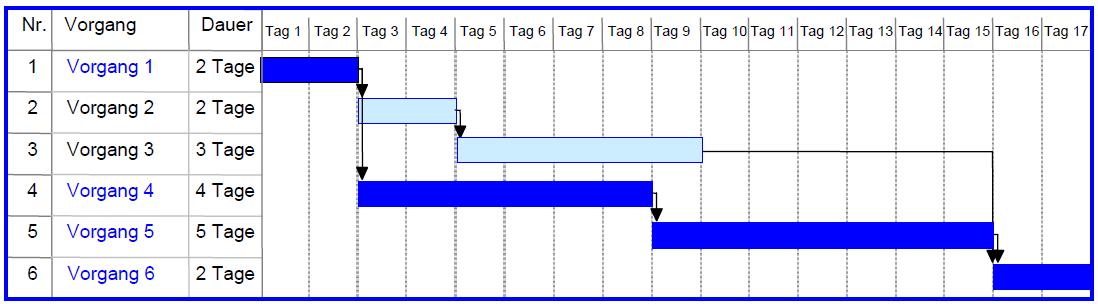 Nr. Vorgang Dauer Tag 1 Tag 2 Tag 3 Tag 4 Tag 5 Tag 6 Tag 7 Tag 8 Tag 9 Tag 10 Tag 11 Tag 12 Tag 13 Tag 14 Tag 15 Tag 16 Tag 17
1 Vorgang 1 2 Tage
2 Vorgang 2 2 Tage
3 Vorgang 3 3 Tage
4 Vorgang 4 4 Tage
5 Vorgang 5 5 Tage
6 Vorgang 6 2 Tage